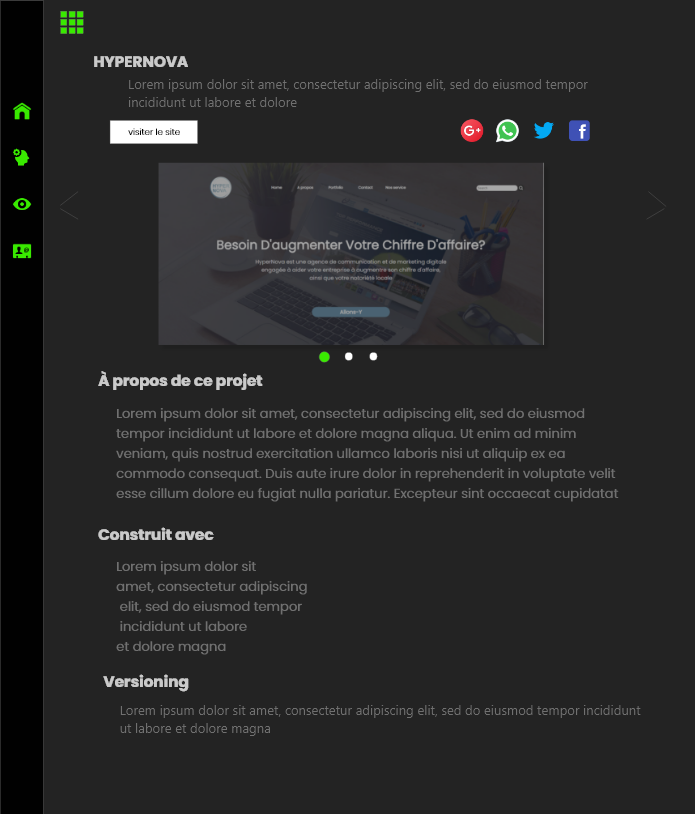 HYPERNOVA
Lorem ipsum dolor sit amet, consectetur adipiscing elit, sed do eiusmod tempor
incididunt ut labore et dolore
visiter le site
G+
f
Home A propos Portfolio Contact Nos service
Besoin D'augmenter Votre Chiffre D'affaire?
HyperNova est une agence de communication et de marketing digitale
engagée à aider votre entreprise à augmentre son chiffre d'affaire,
ainsi que votre notoriété locale
Allons-Y
À propos de ce projet
Lorem ipsum dolor sit amet, consectetur adipiscing elit, sed do eiusmod
tempor incididunt ut labore et dolore magna aliqua. Ut enim ad minim
veniam, quis nostrud exercitation ullamco laboris nisi ut aliquip ex ea
commodo consequat. Duis aute irure dolor in reprehenderit in voluptate velit
esse cillum dolore eu fugiat nulla pariatur. Excepteur sint occaecat cupidatat
Construit avec
Lorem ipsum dolor sit
amet, consectetur adipiscing
elit, sed do eiusmod tempor
incididunt ut labore
et dolore magna
Versioning
Lorem ipsum dolor sit amet, consectetur adipiscing elit, sed do eiusmod tempor incididunt
ut labore et dolore magna